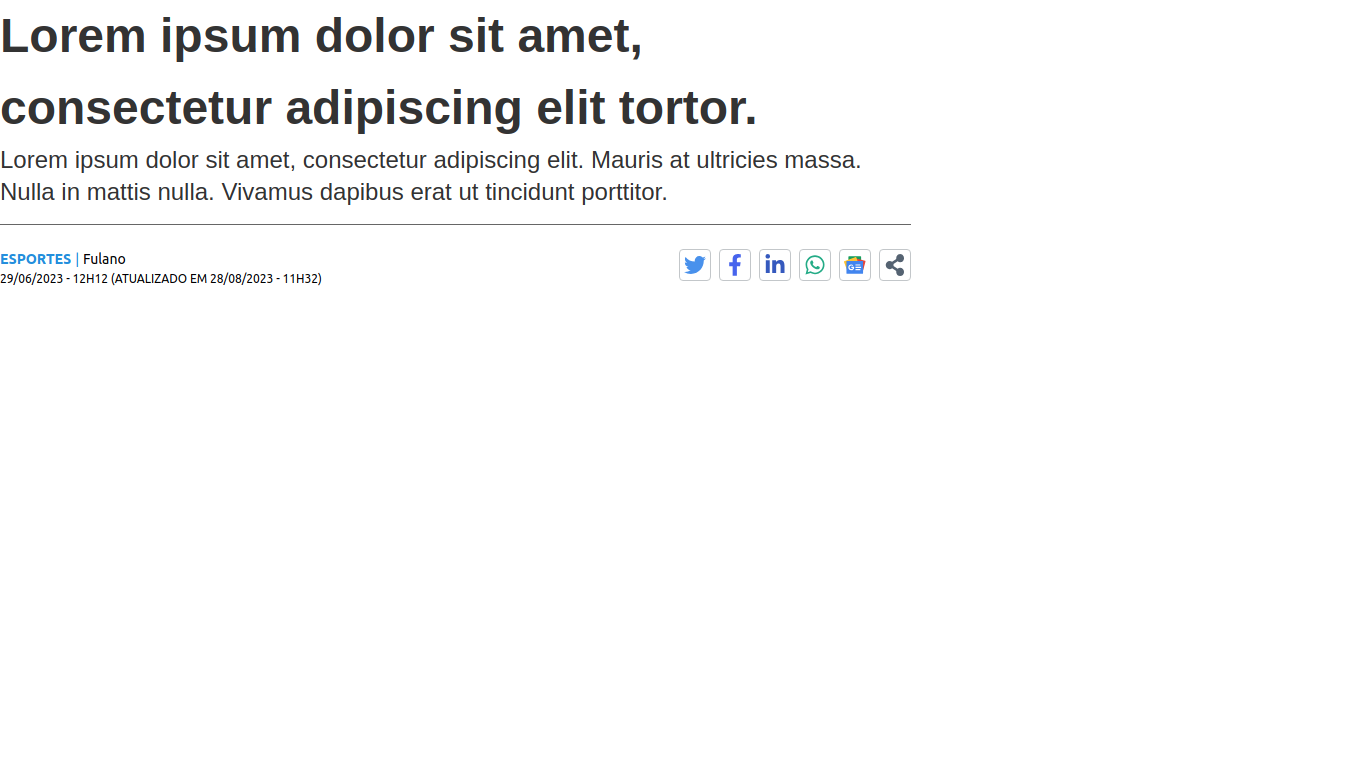 Lorem ipsum dolor sit amet,
consectetur adipiscing elit tortor.
Lorem ipsum dolor sit amet, consectetur adipiscing elit. Mauris at ultricies massa.
Nulla in mattis nulla. Vivamus dapibus erat ut tincidunt porttitor.
ESPORTES | Fulano
29/06/2023 - 12H12 (ATUALIZADO EM 28/08/2023 - 11H32)